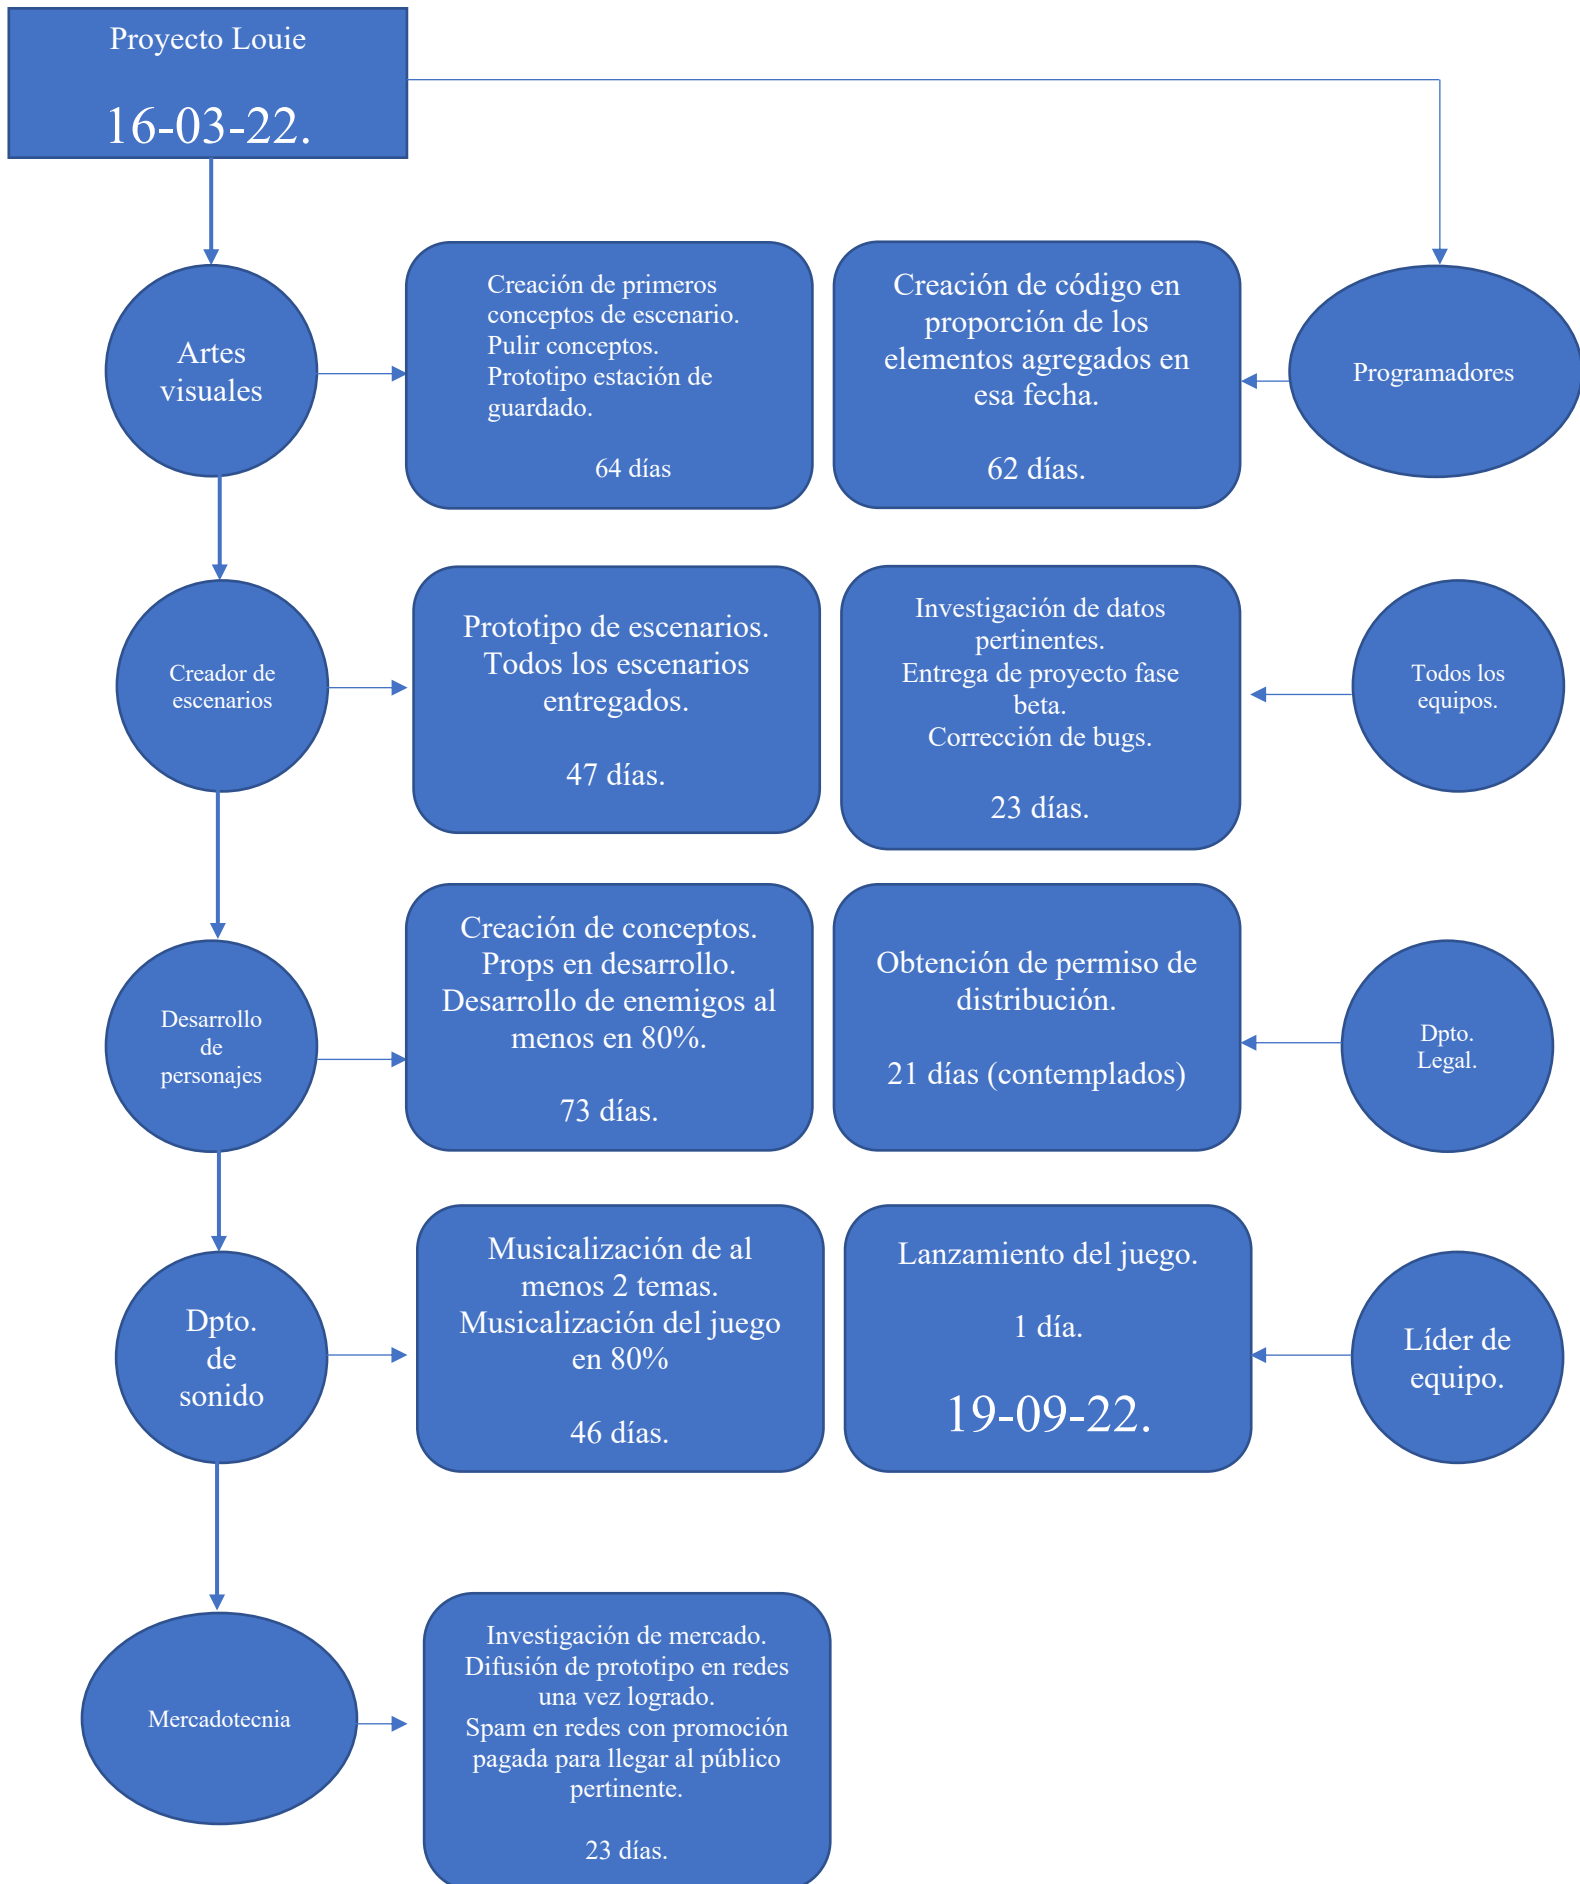 Proyecto Louie
16-03-22.
Artes
visuales
Creación de primeros
conceptos de escenario.
Pulir conceptos.
Prototipo estación de
guardado.
64 días
Creación de código en
proporción de los
elementos agregados en
esa fecha.
62 días.
Programadores
Creador de
escenarios
Prototipo de escenarios.
Todos los escenarios
entregados.
47 días.
Investigación de datos
pertinentes.
Entrega de proyecto fase
beta.
Corrección de bugs.
23 días.
Todos los
equipos.
Desarrollo
de
personajes
Creación de conceptos.
Props en desarrollo.
Desarrollo de enemigos al
menos en 80%.
73 días.
Obtención de permiso de
distribución.
21 días (contemplados)
Dpto.
Legal.
Dpto.
de
sonido
Musicalización de al
menos 2 temas.
Musicalización del juego
en 80%
46 días.
Lanzamiento del juego.
1 día.
19-09-22.
Líder de
equipo.
Mercadotecnia
Investigación de mercado.
Difusión de prototipo en redes
una vez logrado.
Spam en redes con promoción
pagada para llegar al público
pertinente.
23 días.